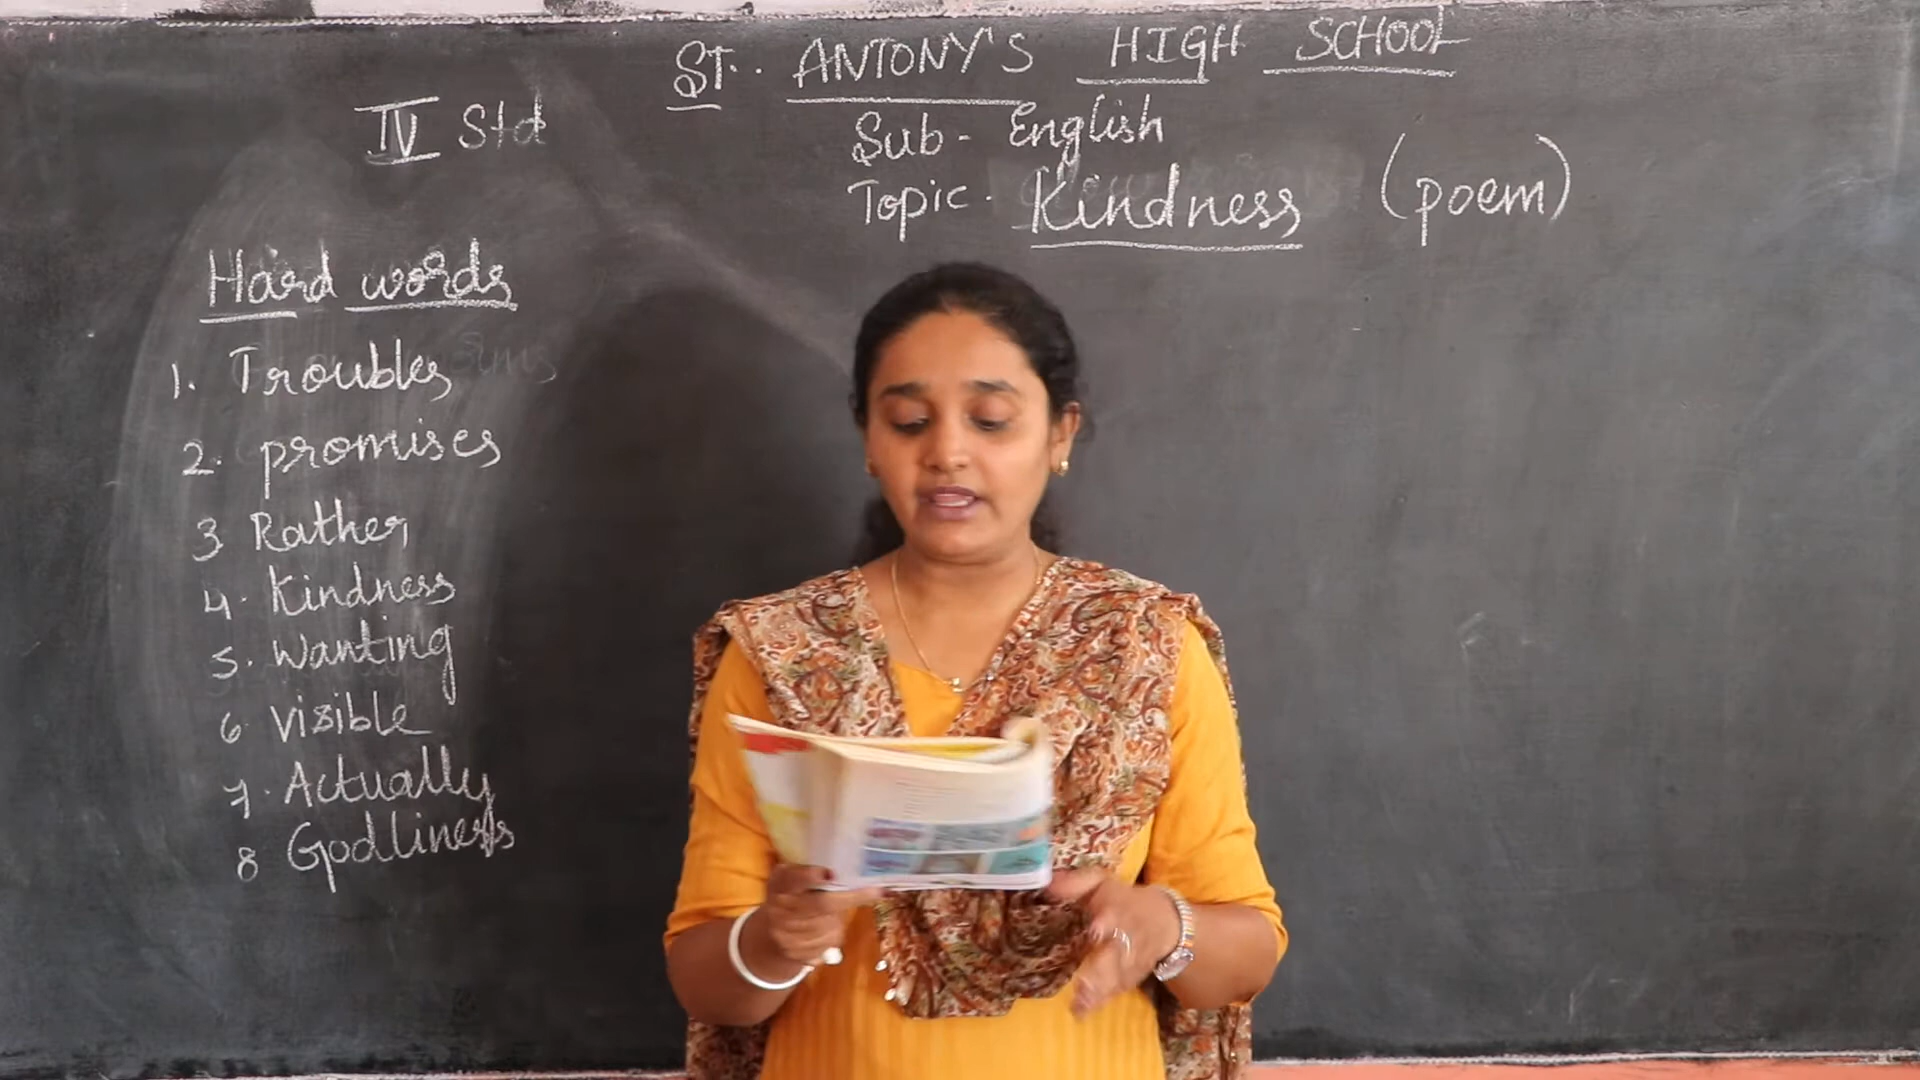 ST. ANTONY'S HIGH SCHOOL
IV Std
Sub - English
Topic - Kindness (poem)
Hard words
1. Troubles
2. promises
3 Rather
4. Kindness
5. Wanting
6 Visible
7. Actually
8 Godliness